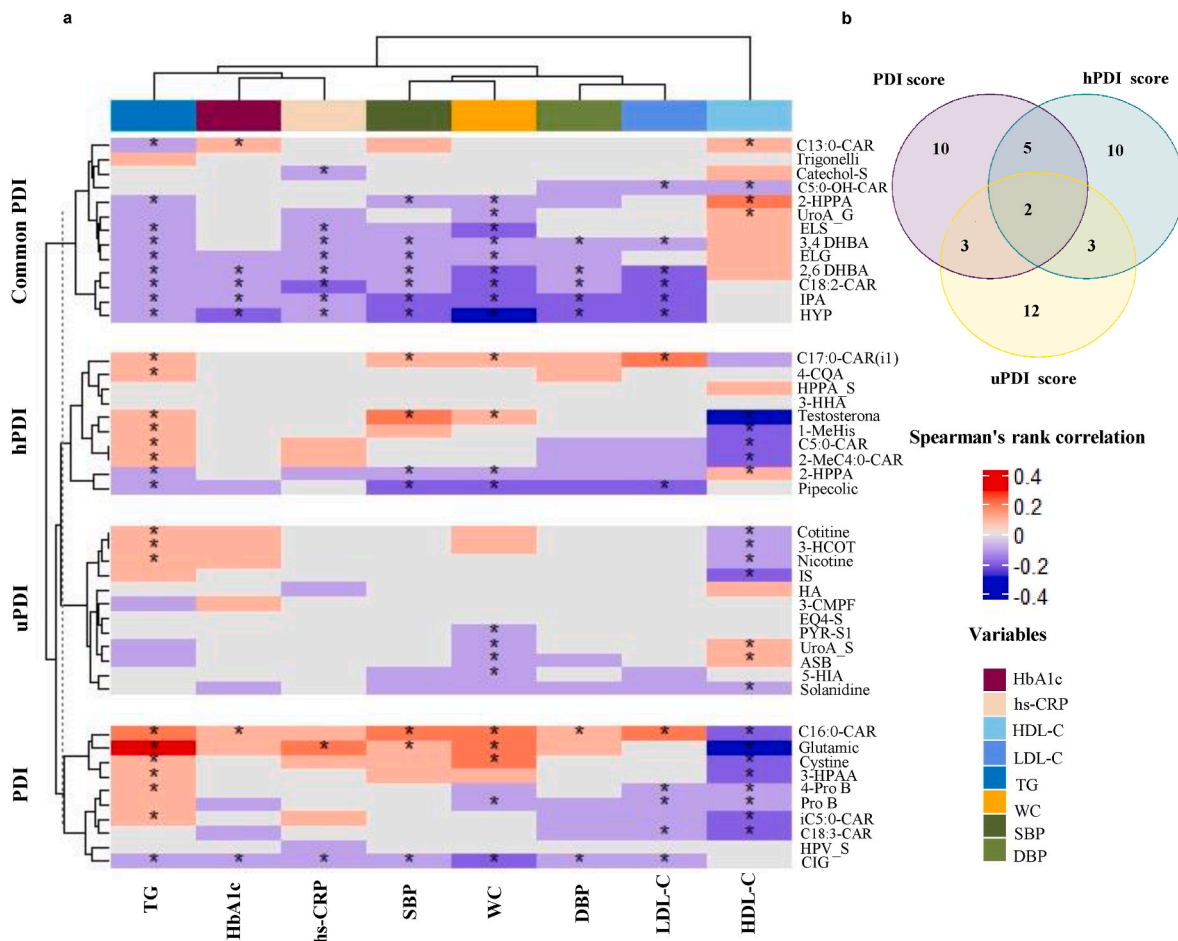 a
b
PDI score
hPDI score
10
5
10
2
3
3
12
uPDI score
Common PDI
*
*
*
C13:0-CAR
Trigonelli
*
Catechol-S
*
*
C5:0-OH-CAR
*
*
*
*
2-HPPA
*
*
UroA_G
*
*
*
ELS
*
*
*
*
*
*
3,4 DHBA
*
*
*
*
ELG
*
*
*
*
*
*
*
2,6 DHBA
*
*
*
*
*
*
*
C18:2-CAR
*
*
*
*
*
*
*
IPA
*
*
*
*
*
*
*
HYP
hPDI
*
*
*
*
C17:0-CAR(i1)
*
4-CQA
HPPA_S
3-HHA
*
*
*
*
Testosterona
*
*
1-MeHis
*
*
C5:0-CAR
*
*
2-MeC4:0-CAR
*
*
*
*
2-HPPA
*
*
*
*
Pipecolic
uPDI
*
*
Cotitine
*
*
3-HCOT
*
*
Nicotine
*
IS
HA
3-CMPF
EQ4-S
*
PYR-S1
*
*
UroA_S
*
*
ASB
*
5-HIA
*
Solanidine
PDI
*
*
*
*
*
*
*
C16:0-CAR
*
*
*
*
*
Glutamic
*
*
*
Cystine
*
*
3-HPAA
*
*
*
4-Pro B
*
*
*
Pro B
*
*
iC5:0-CAR
*
*
C18:3-CAR
HPV_S
*
*
*
*
*
*
*
CIG
TG
HbA1c
hs-CRP
SBP
WC
DBP
LDL-C
HDL-C
Spearman's rank correlation
0.4
0.2
0
-0.2
-0.4
Variables
HbA1c
hs-CRP
HDL-C
LDL-C
TG
WC
SBP
DBP